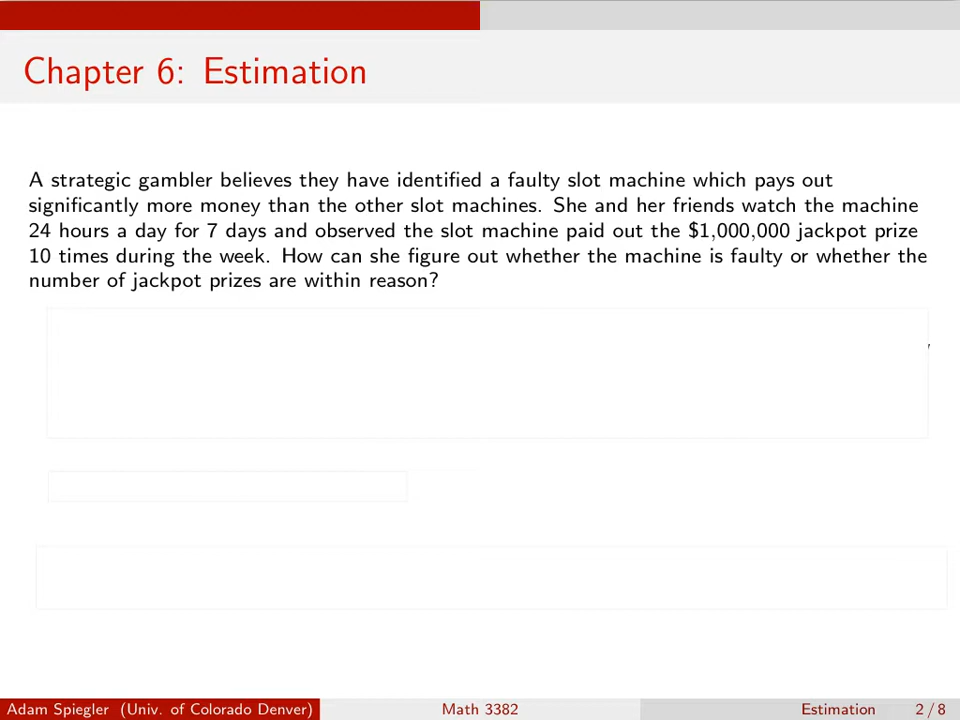 Chapter 6: Estimation
A strategic gambler believes they have identified a faulty slot machine which pays out
significantly more money than the other slot machines. She and her friends watch the machine
24 hours a day for 7 days and observed the slot machine paid out the $1,000,000 jackpot prize
10 times during the week. How can she figure out whether the machine is faulty or whether the
number of jackpot prizes are within reason?
Adam Spiegler (Univ. of Colorado Denver) Math 3382 Estimation 2 / 8